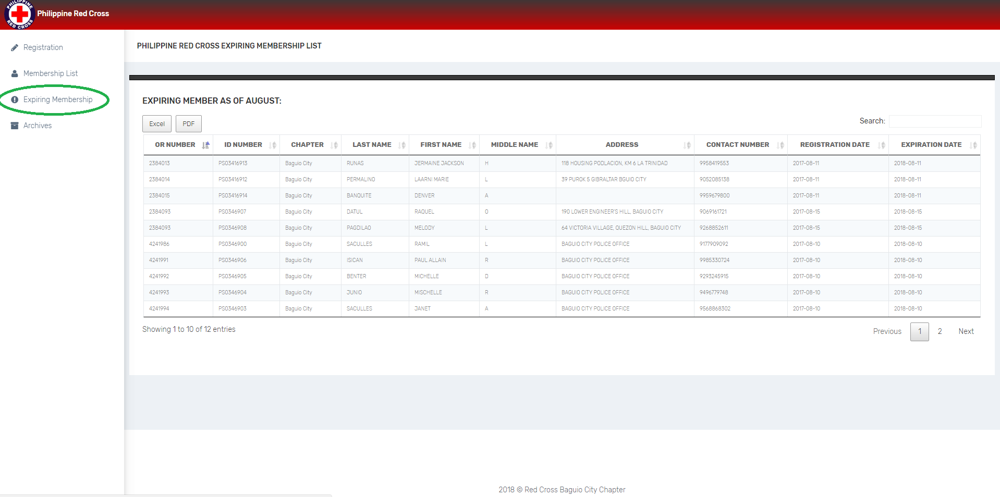 PHILIPPINE
RED CROSS
Philippine Red Cross
Registration
Membership List
Expiring Membership
Archives
PHILIPPINE RED CROSS EXPIRING MEMBERSHIP LIST
EXPIRING MEMBER AS OF AUGUST:
Excel PDF
Search:
OR NUMBER ID NUMBER CHAPTER LAST NAME FIRST NAME MIDDLE NAME ADDRESS CONTACT NUMBER REGISTRATION DATE EXPIRATION DATE
2384013 PS03416913 Baguio City RUNAS JERMAINE JACKSON H 118 HOUSING PODLACION, KM 6 LA TRINIDAD 9958419553 2017-08-11 2018-08-11
2384014 PS03416912 Baguio City PERMALINO LAARNI MARIE L 39 PUROK 5 GIBRALTAR BGUIO CITY 9052085138 2017-08-11 2018-08-11
2384015 PS03416914 Baguio City BANQUITE DENVER A 9959679800 2017-08-11 2018-08-11
2384093 PS0346907 Baguio City DATUL RAQUEL O 190 LOWER ENGINEER'S HILL, BAGUIO CITY 9069161721 2017-08-15 2018-08-15
2384093 PS0346908 Baguio City PAGDILAO MELODY L 64 VICTORIA VILLAGE, QUEZON HILL, BAGUIO CITY 9268852611 2017-08-15 2018-08-15
4241986 PS0346900 Baguio City SACULLES RAMIL L BAGUIO CITY POLICE OFFICE 9177909092 2017-08-10 2018-08-10
4241991 PS0346906 Baguio City ISICAN PAUL ALLAIN R BAGUIO CITY POLICE OFFICE 9985330724 2017-08-10 2018-08-10
4241992 PS0346905 Baguio City BENTER MICHELLE D BAGUIO CITY POLICE OFFICE 9293245915 2017-08-10 2018-08-10
4241993 PS0346904 Baguio City JUNIO MISCHELLE R BAGUIO CITY POLICE OFFICE 9496779748 2017-08-10 2018-08-10
4241994 PS0346903 Baguio City SACULLES JANET A BAGUIO CITY POLICE OFFICE 9568868302 2017-08-10 2018-08-10
Showing 1 to 10 of 12 entries
Previous 1 2 Next
2018 © Red Cross Baguio City Chapter